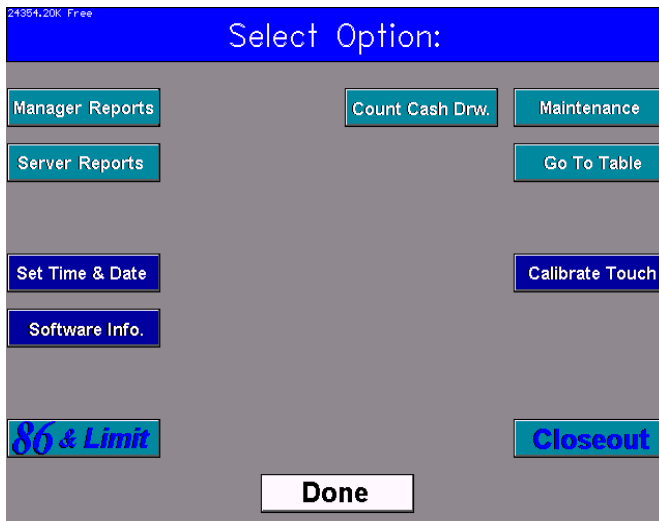 24354.20K Free
Select Option:
Manager Reports
Count Cash Drw.
Maintenance
Server Reports
Go To Table
Set Time & Date
Calibrate Touch
Software Info.
86 & Limit
Closeout
Done